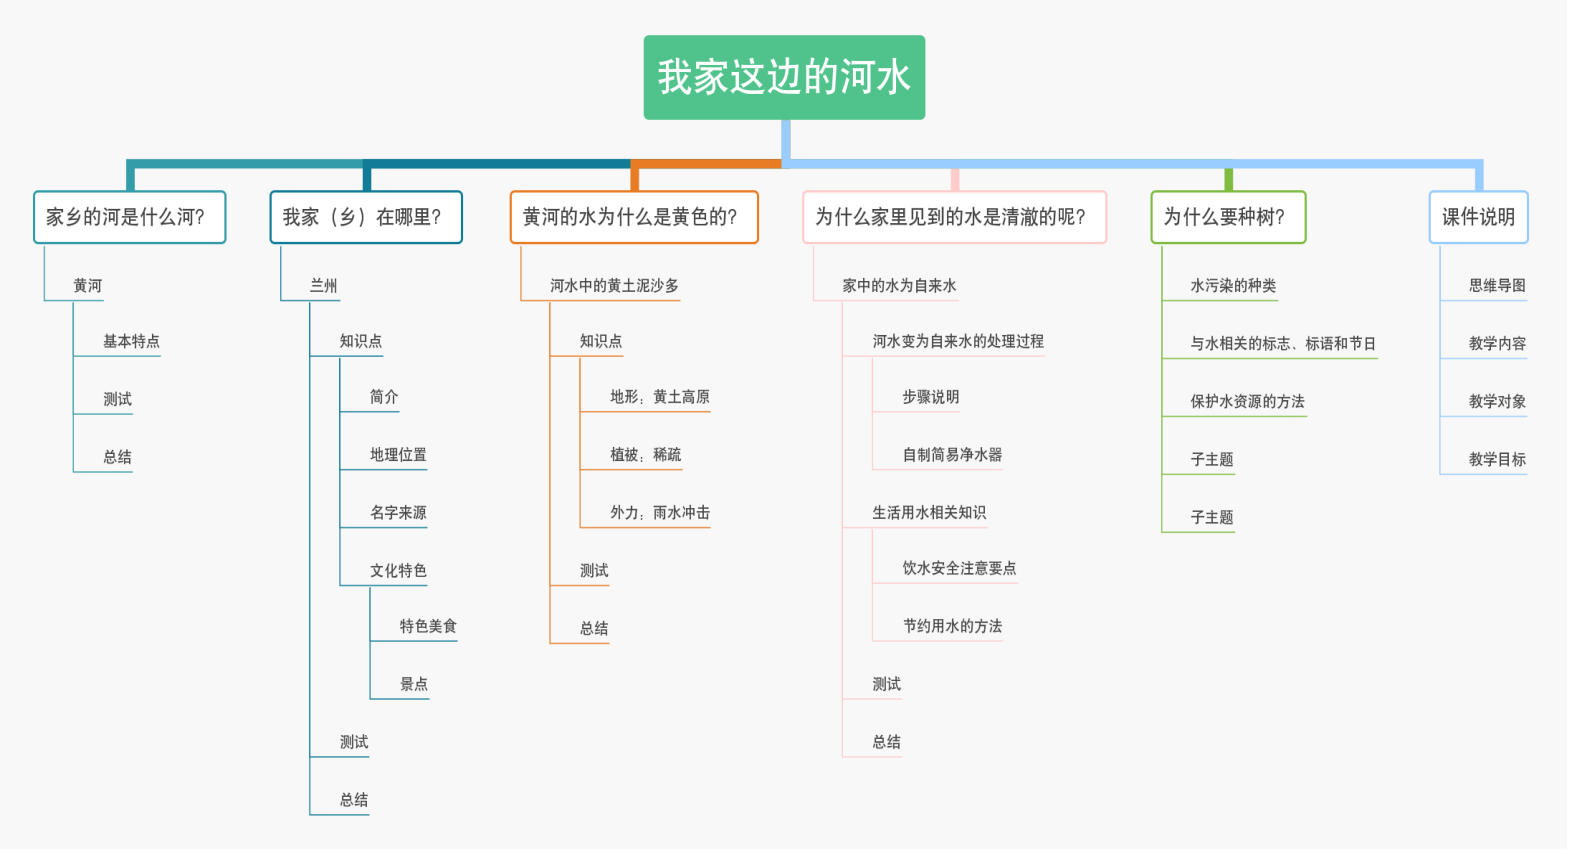 我家这边的河水
家乡的河是什么河?
黄河
基本特点
测试
总结
我家（乡）在哪里?
兰州
知识点
简介
地理位置
名字来源
文化特色
特色美食
景点
测试
总结
黄河的水为什么是黄色的?
河水中的黄土泥沙多
知识点
地形：黄土高原
植被：稀疏
外力：雨水冲击
测试
总结
为什么家里见到的水是清澈的呢?
家中的水为自来水
河水变为自来水的处理过程
步骤说明
自制简易净水器
生活用水相关知识
饮水安全注意要点
节约用水的方法
测试
总结
为什么要种树?
水污染的种类
与水相关的标志、标语和节日
保护水资源的方法
子主题
子主题
课件说明
思维导图
教学内容
教学对象
教学目标